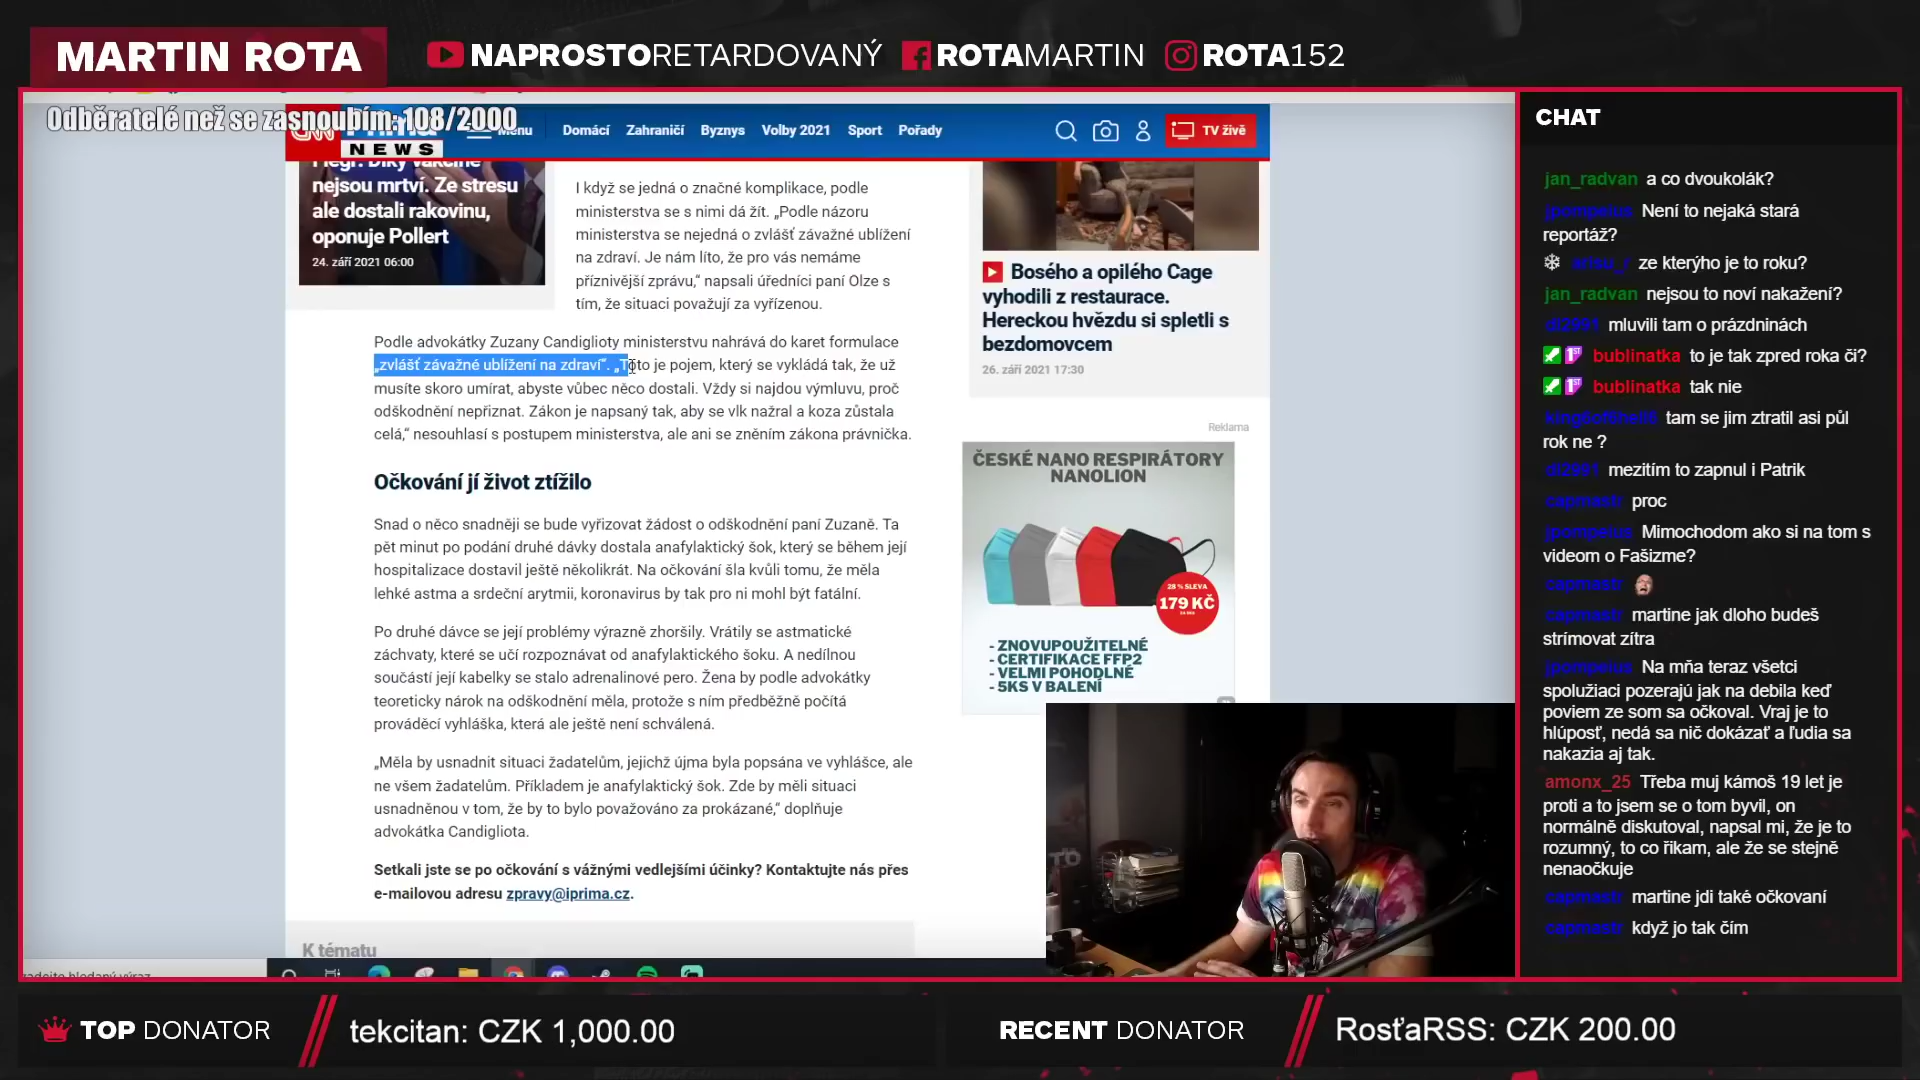 MARTIN ROTA
NAPROSTORETARDOVANÝ
ROTAMARTIN
ROTA152
Odběratelé než se zasnoubím: 108/2000
NEWS
Menu
Domácí
Zahraničí
Byznys
Volby 2021
Sport
Pořady
TV živě
Flegr: Díky vakcíně
nejsou mrtví. Ze stresu
ale dostali rakovinu,
oponuje Pollert
24. září 2021 06:00
I když se jedná o značné komplikace, podle
ministerstva se s nimi dá žít. „Podle názoru
ministerstva se nejedná o zvlášť závažné ublížení
na zdraví. Je nám líto, že pro vás nemáme
příznivější zprávu,“ napsali úředníci paní Olze s
tím, že situaci považují za vyřízenou.
Podle advokátky Zuzany Candiglioty ministerstvu nahrává do karet formulace
„zvlášť závažné ublížení na zdraví“. „Toto je pojem, který se vykládá tak, že už
musíte skoro umírat, abyste vůbec něco dostali. Vždy si najdou výmluvu, proč
odškodnění nepřiznat. Zákon je napsaný tak, aby se vlk nažral a koza zůstala
celá,“ nesouhlasí s postupem ministerstva, ale ani se zněním zákona právnička.
Očkování jí život ztížilo
Snad o něco snadněji se bude vyřizovat žádost o odškodnění paní Zuzaně. Ta
pět minut po podání druhé dávky dostala anafylaktický šok, který se během její
hospitalizace dostavil ještě několikrát. Na očkování šla kvůli tomu, že měla
lehké astma a srdeční arytmii, koronavirus by tak pro ni mohl být fatální.
Po druhé dávce se její problémy výrazně zhoršily. Vrátily se astmatické
záchvaty, které se učí rozpoznávat od anafylaktického šoku. A nedílnou
součástí její kabelky se stalo adrenalinové pero. Žena by podle advokátky
teoreticky nárok na odškodnění měla, protože s ním předběžně počítá
prováděcí vyhláška, která ale ještě není schválená.
„Měla by usnadnit situaci žadatelům, jejichž újma byla popsána ve vyhlášce, ale
ne všem žadatelům. Příkladem je anafylaktický šok. Zde by měli situaci
usnadněnou v tom, že by to bylo považováno za prokázané,“ doplňuje
advokátka Candigliota.
Setkali jste se po očkování s vážnými vedlejšími účinky? Kontaktujte nás přes
e-mailovou adresu zpravy@iprima.cz.
K tématu
Bosého a opilého Cage
vyhodili z restaurace.
Hereckou hvězdu si spletli s
bezdomovcem
26. září 2021 17:30
Reklama
ČESKÉ NANO RESPIRÁTORY
NANOLION
28 % SLEVA
179 KČ
- ZNOVUPOUŽITELNÉ
- CERTIFIKACE FFP2
- VELMI POHODLNÉ
- 5KS V BALENÍ
CHAT
jan_radvan a co dvoukolák?
jpompeius Není to nejaká stará
reportáž?
ze kterýho je to roku?
jan_radvan nejsou to noví nakažení?
dl2991 mluvili tam o prázdninách
bublinatka to je tak zpred roka či?
bublinatka tak nie
tam se jim ztratil asi půl
rok ne ?
dl2991 mezitím to zapnul i Patrik
capmastr proc
jpompeius Mimochodom ako si na tom s
videom o Fašizme?
capmastr
capmastr martine jak dloho budeš
strímovat zítra
jpompeius Na mňa teraz všetci
spolužiaci pozerajú jak na debila keď
poviem ze som sa očkoval. Vraj je to
hlúposť, nedá sa nič dokázať a ľudia sa
nakazia aj tak.
amonx_25 Třeba muj kámoš 19 let je
proti a to jsem se o tom byvil, on
normálně diskutoval, napsal mi, že je to
rozumný, to co řikam, ale že se stejně
nenaočkuje
capmastr martine jdi také očkovaní
capmastr když jo tak čím
TOP DONATOR
tekcitan: CZK 1,000.00
RECENT DONATOR
RosťaRSS: CZK 200.00